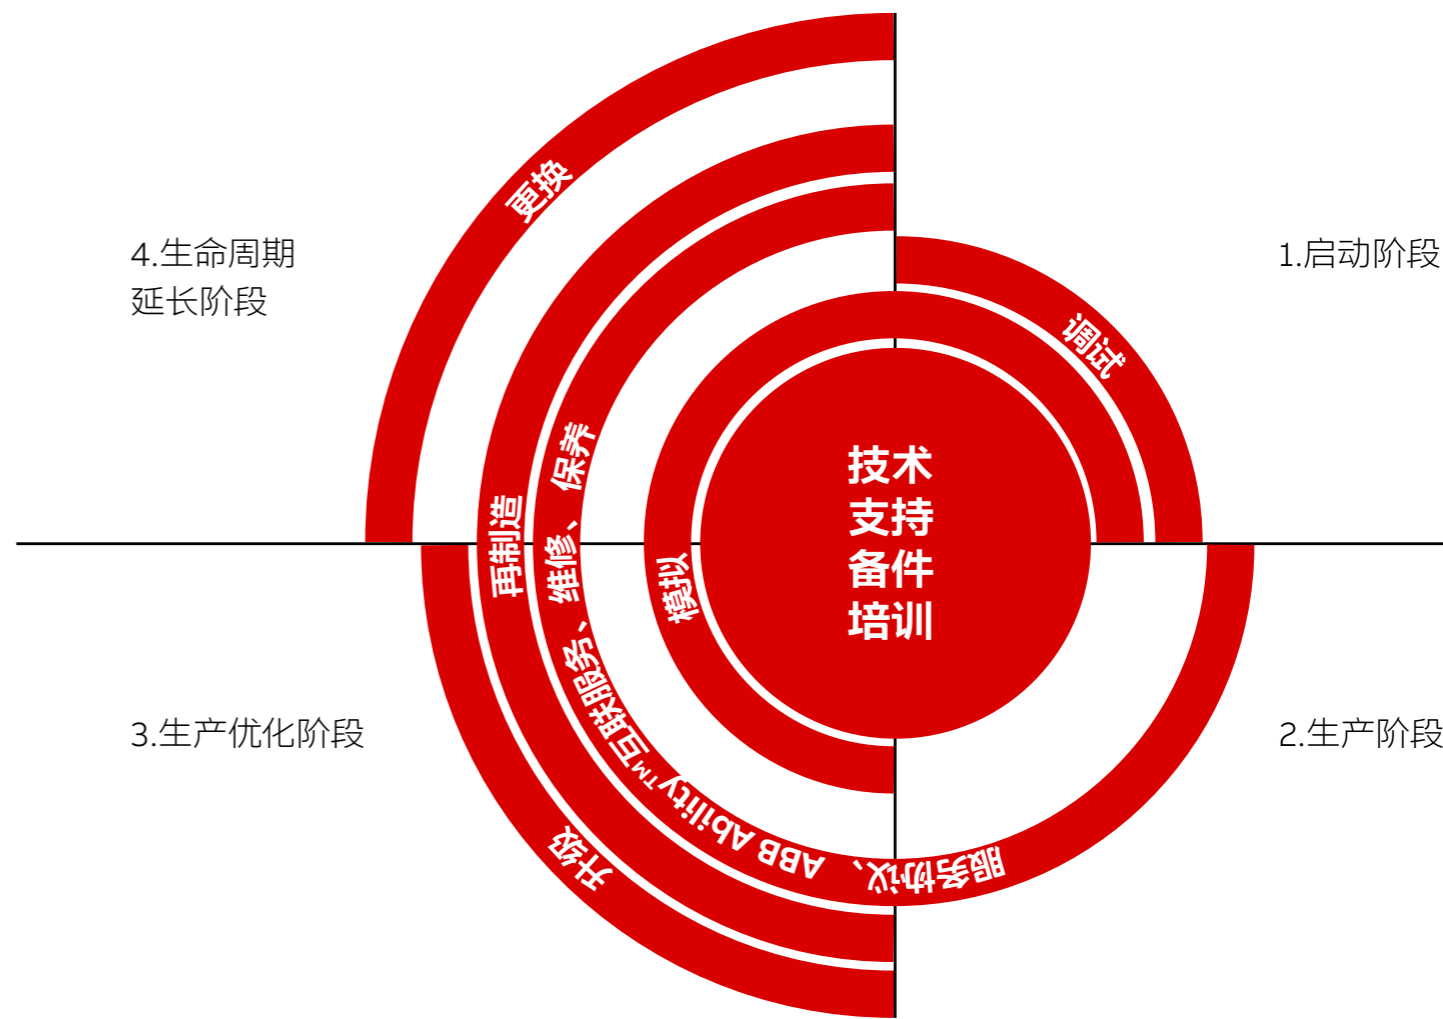 更换
4.生命周期
延长阶段
1.启动阶段
调试
技术
支持
备件
培训
再制造
服务协议、 ABB Ability™互联服务、维修、保养
模拟
3.生产优化阶段
2.生产阶段
升级